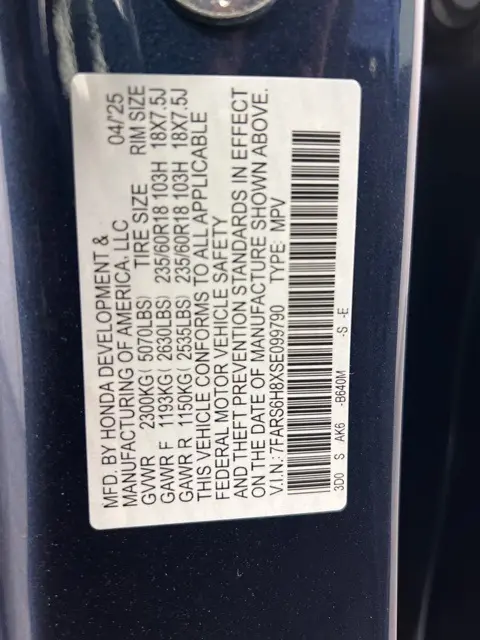 MFD. BY HONDA DEVELOPMENT &
MANUFACTURING OF AMERICA, LLC 04/'25
GVWR 2300KG( 5070LBS) TIRE SIZE RIM SIZE
GAWR F 1193KG( 2630LBS) 235/60R18 103H 18X7.5J
GAWR R 1150KG( 2535LBS) 235/60R18 103H 18X7.5J
THIS VEHICLE CONFORMS TO ALL APPLICABLE
FEDERAL MOTOR VEHICLE SAFETY
AND THEFT PREVENTION STANDARDS IN EFFECT
ON THE DATE OF MANUFACTURE SHOWN ABOVE.
V.I.N.: 7FARS6H8XSE099790 TYPE: MPV
3D0 S AK6 -B640M -S -E